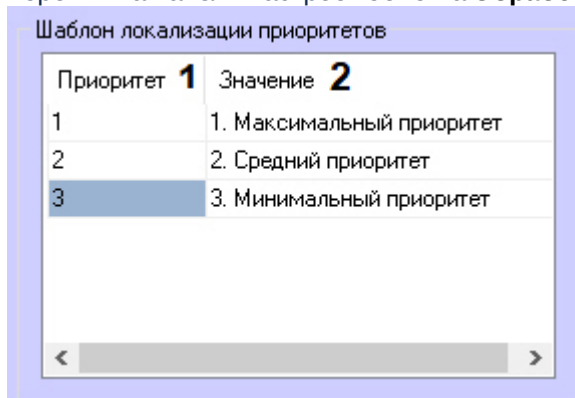 Шаблон локализации приоритетов
Приоритет 1 Значение 2
1 1. Максимальный приоритет
2 2. Средний приоритет
3 3. Минимальный приоритет